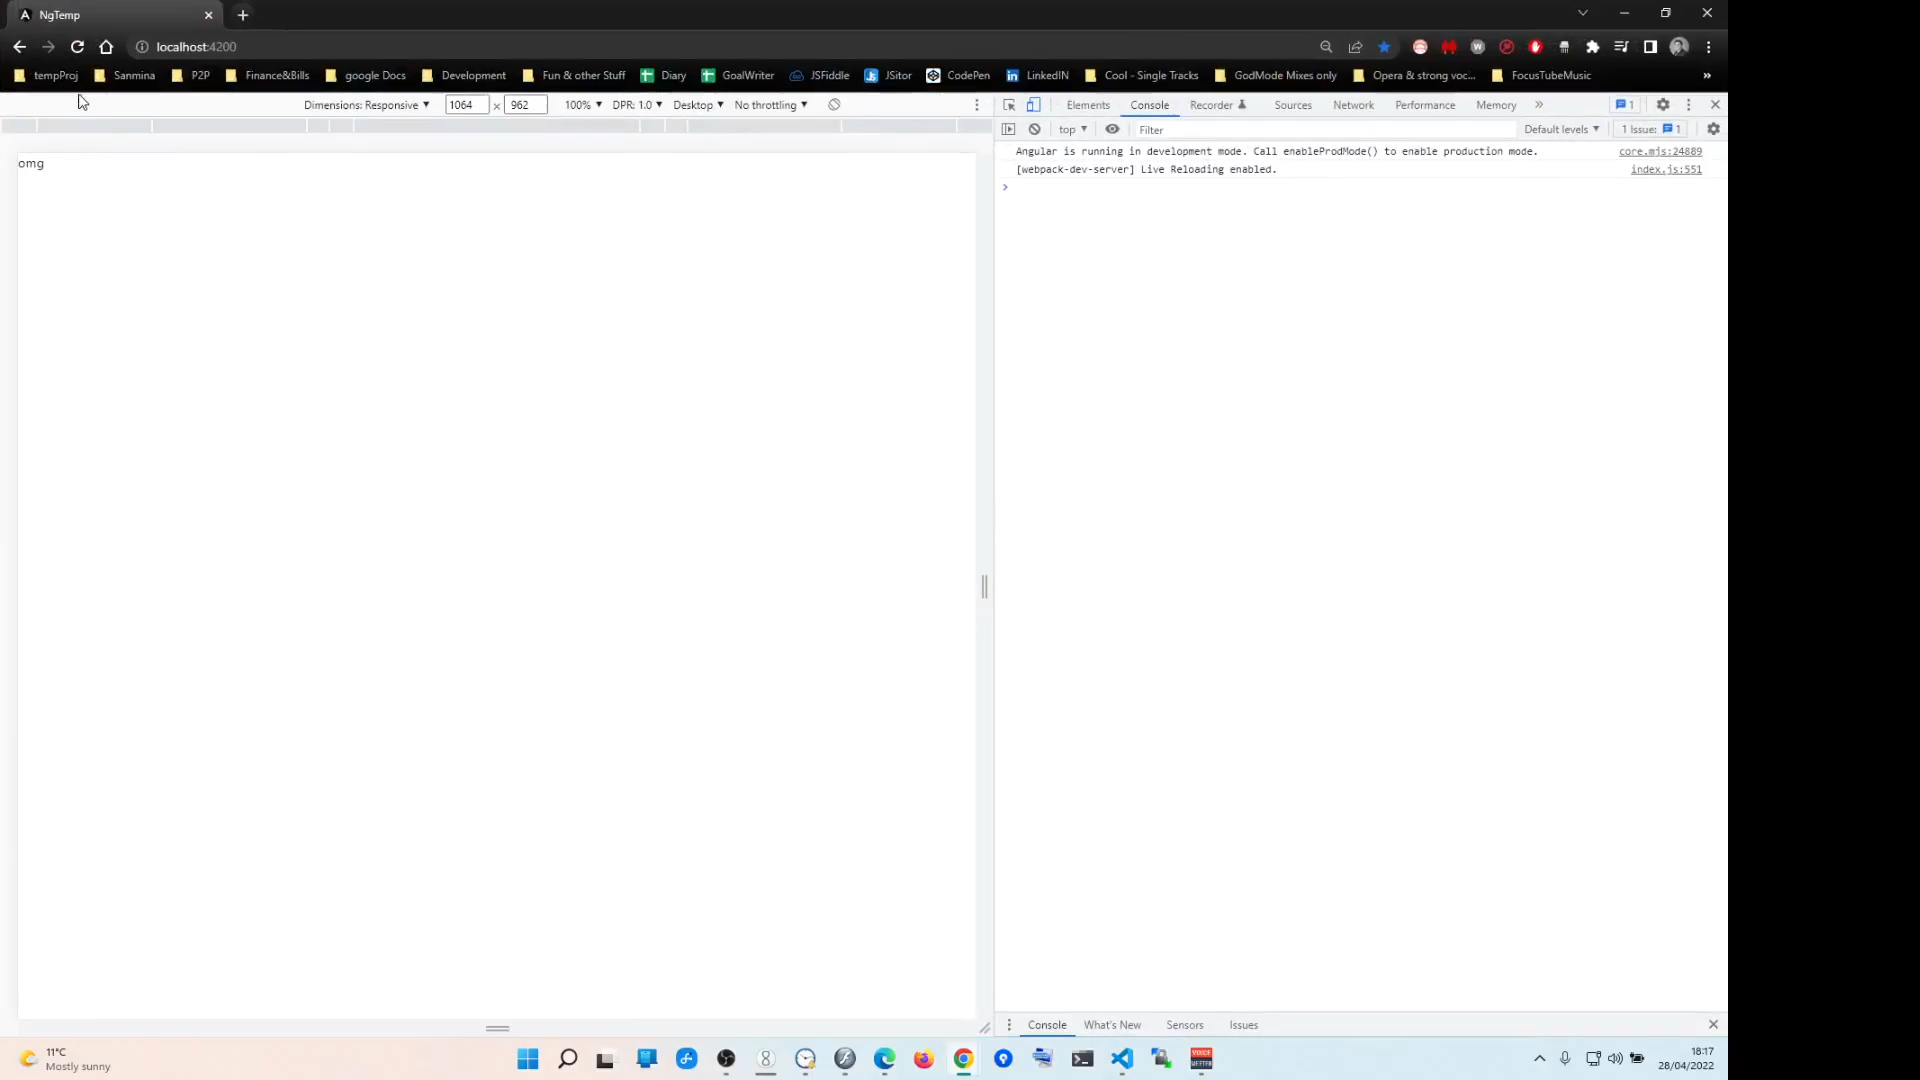 NgTemp
localhost:4200
tempProj Sanmina P2P Finance&Bills google Docs Development Fun & other Stuff Diary GoalWriter JSFiddle JSitor CodePen LinkedIN Cool - Single Tracks GodMode Mixes only Opera & strong voc... FocusTubeMusic »
Dimensions: Responsive ▼ 1064 × 962 100% ▼ DPR: 1.0 ▼ Desktop ▼ No throttling ▼
Elements Console Recorder Sources Network Performance Memory » 1
top ▼ Filter Default levels ▼ 1 Issue: 1
omg
Angular is running in development mode. Call enableProdMode() to enable production mode. core.mjs:24889
[webpack-dev-server] Live Reloading enabled. index.js:551
Console What's New Sensors Issues
11°C
Mostly sunny
VOICE
MEETER
18:17
28/04/2022